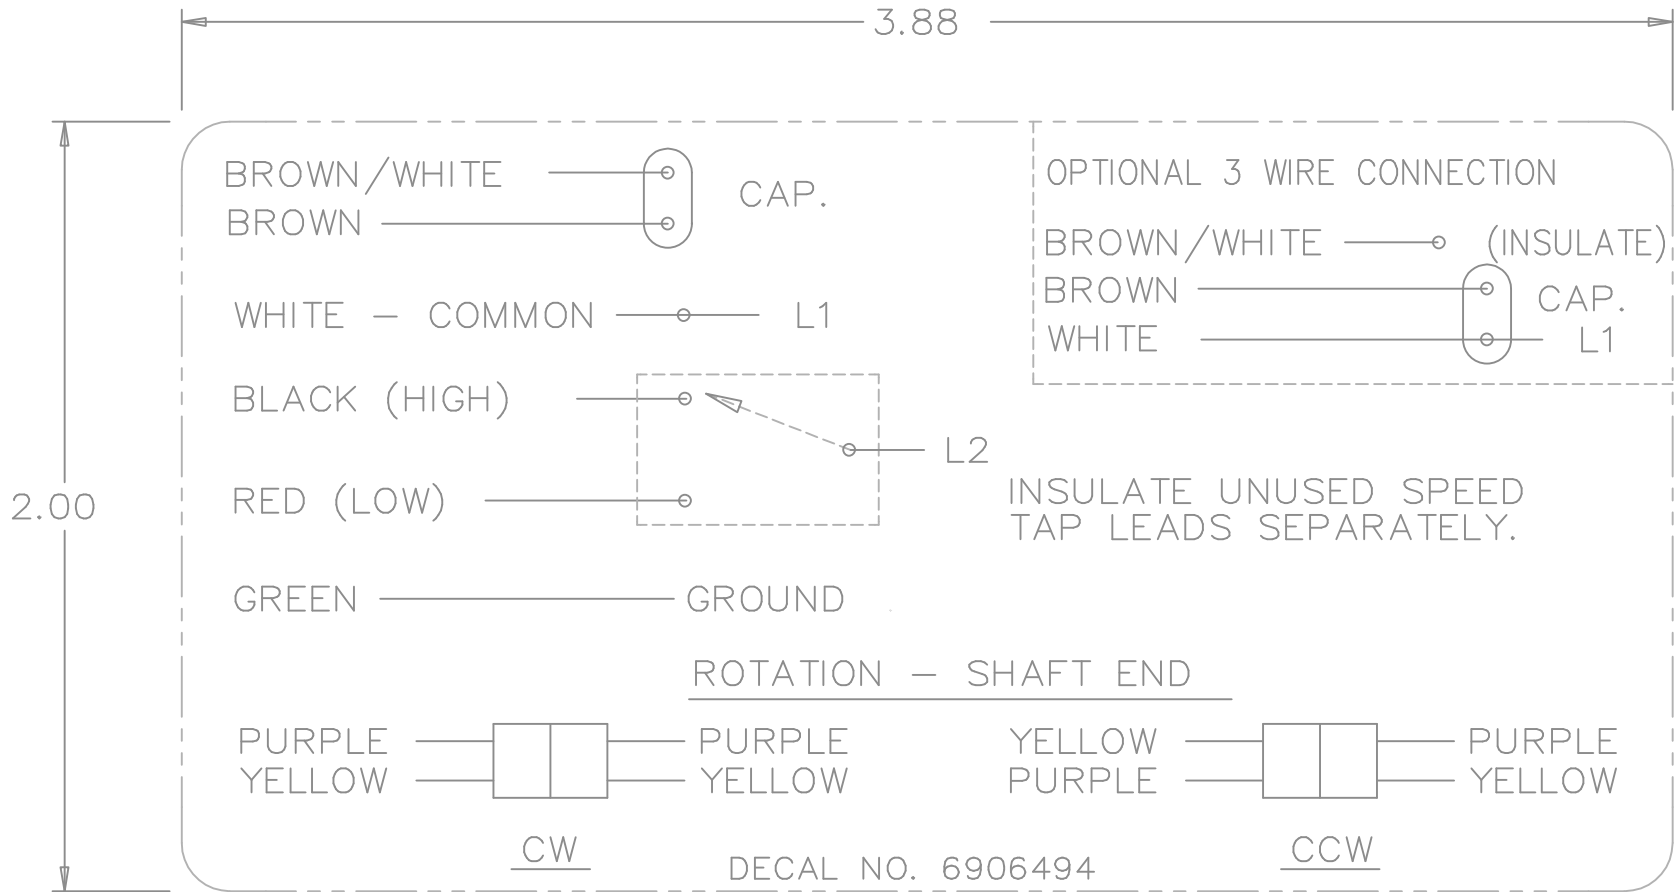 3.88
BROWN/WHITE
BROWN
CAP.
OPTIONAL 3 WIRE CONNECTION
BROWN/WHITE (INSULATE)
BROWN
CAP.
WHITE L1
WHITE - COMMON L1
BLACK (HIGH)
L2
RED (LOW)
2.00
INSULATE UNUSED SPEED
TAP LEADS SEPARATELY.
GREEN GROUND
ROTATION - SHAFT END
PURPLE PURPLE
YELLOW YELLOW
CW
YELLOW PURPLE
PURPLE YELLOW
CCW
DECAL NO. 6906494